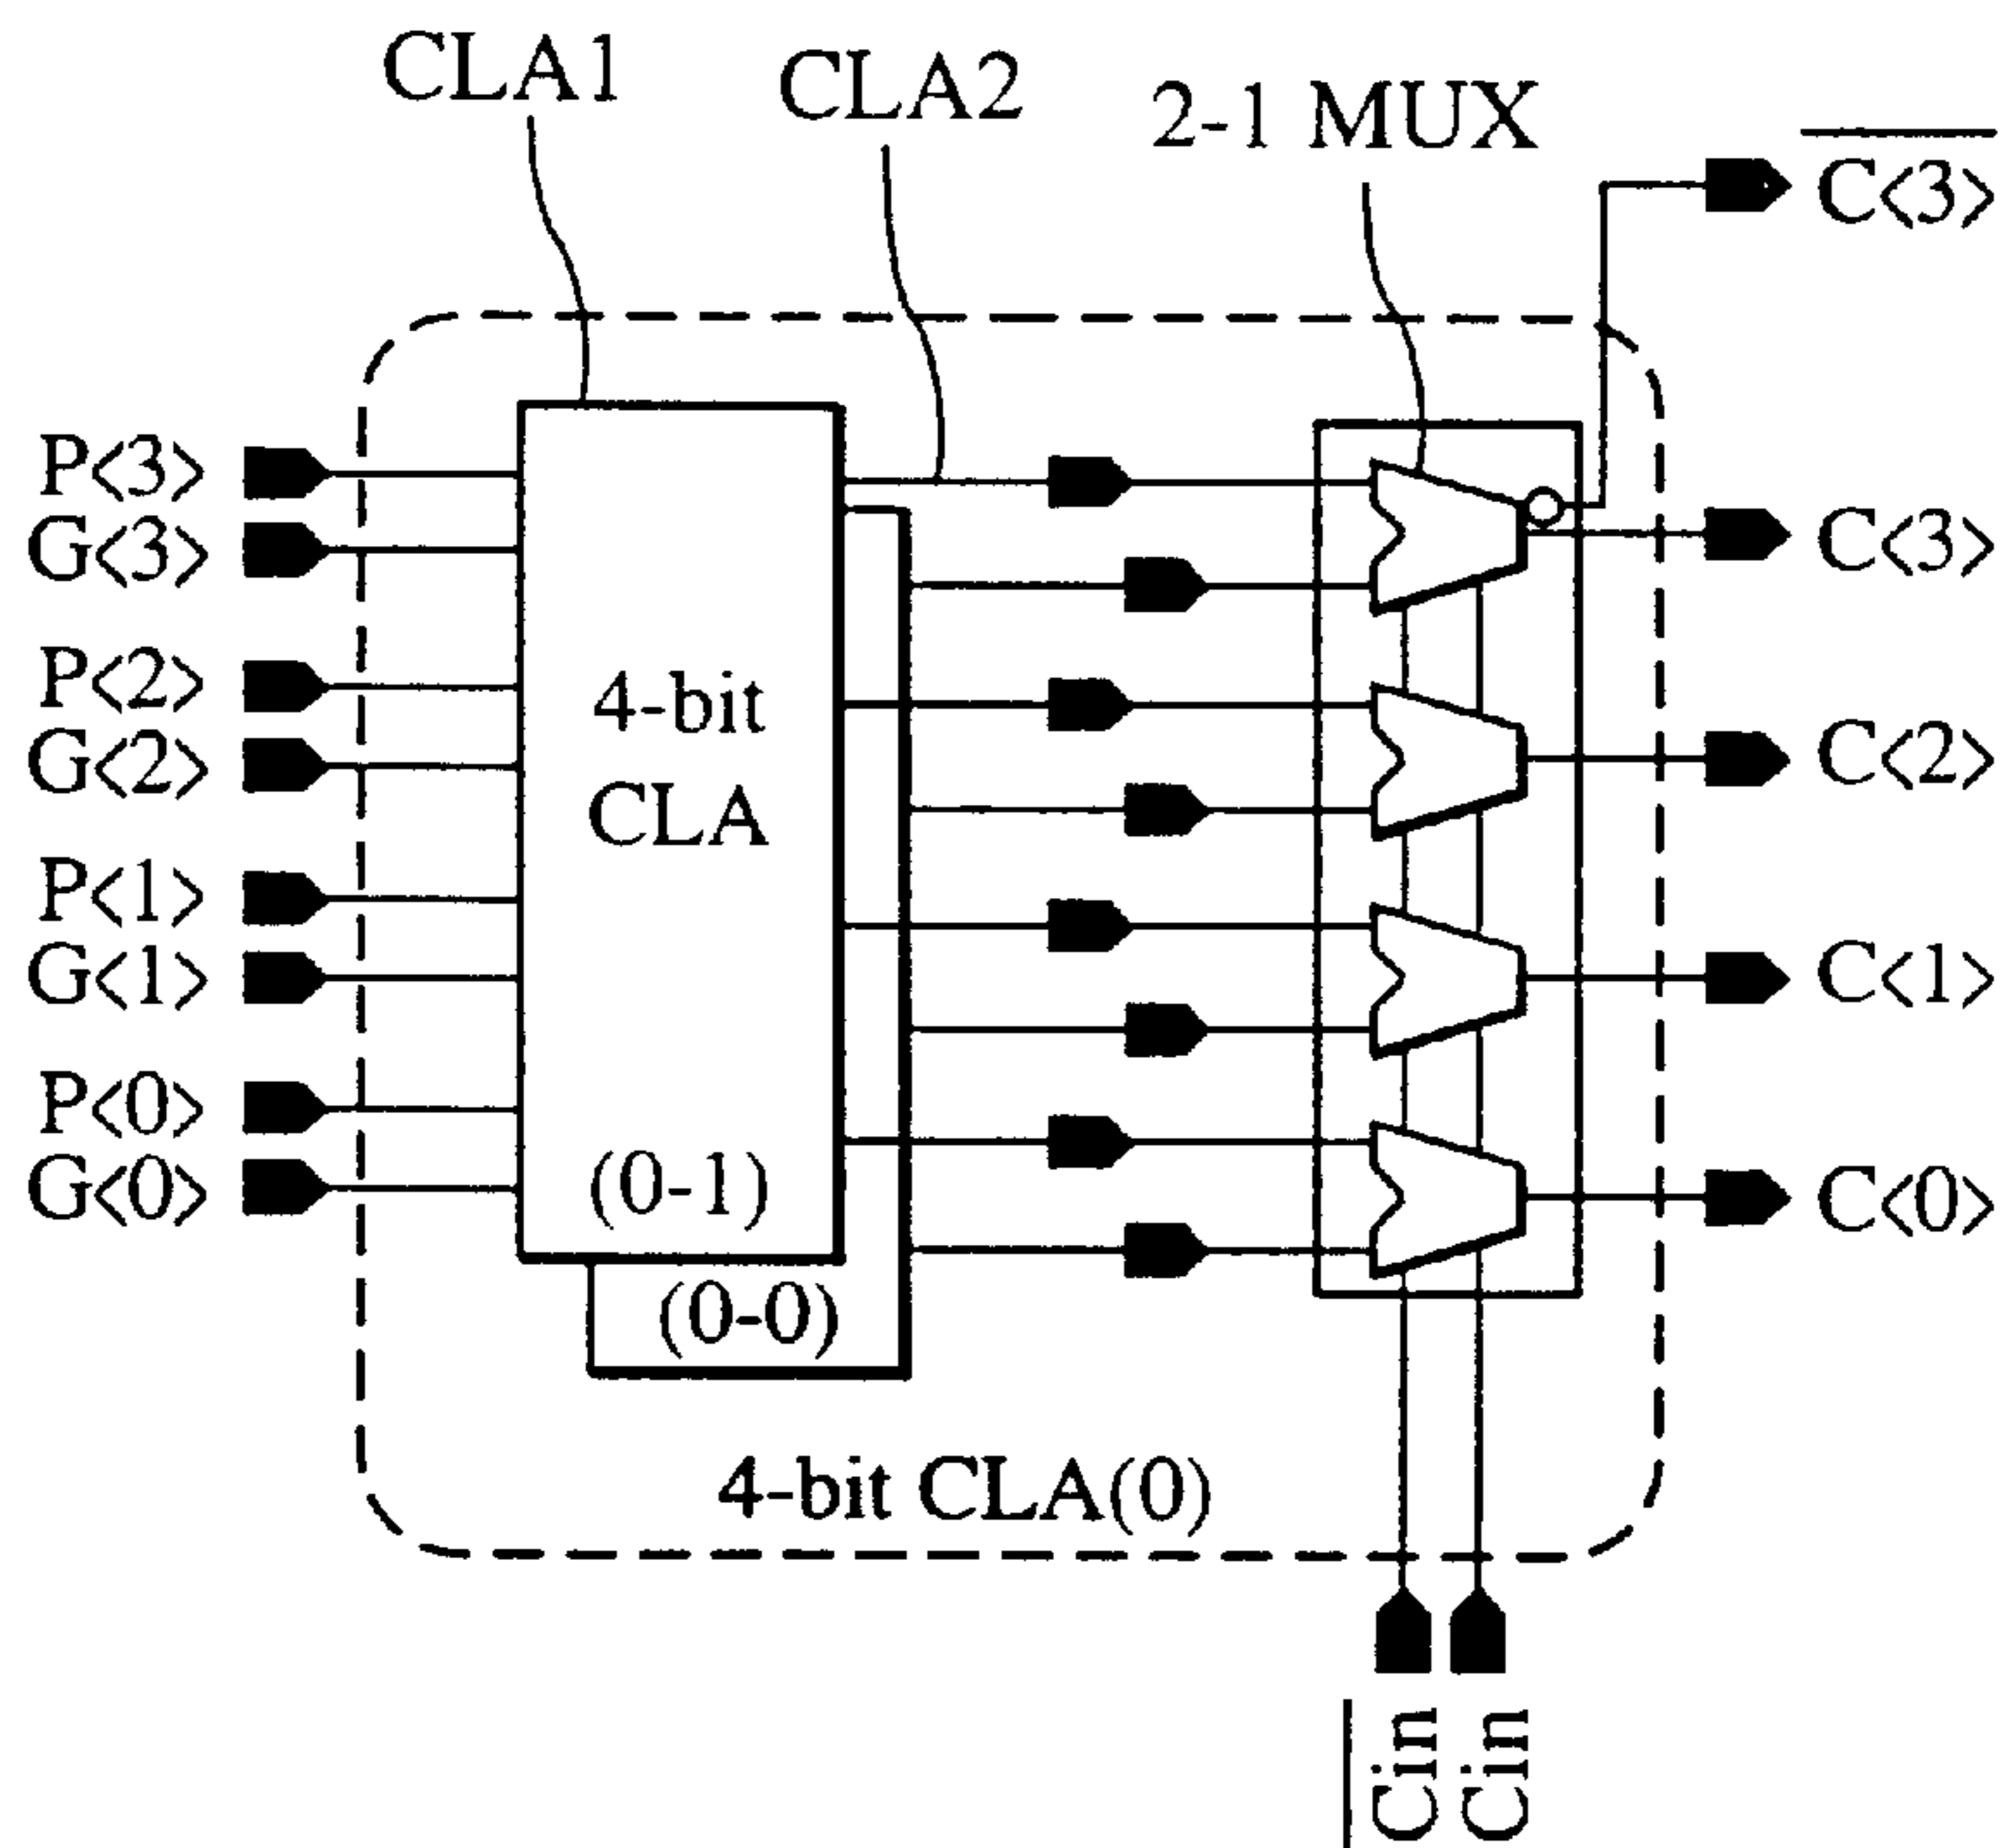 CLA1
CLA2
2-1 MUX
C<3>
P<3>
G<3>
C<3>
P<2>
4-bit
CLA
G<2>
C<2>
P<1>
G<1>
C<1>
P<0>
G<0>
(0-1)
C<0>
(0-0)
4-bit CLA(0)
Cin
Cin